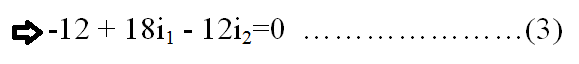 ⇨ -12 + 18i₁ - 12i₂=0 ……………………(3)